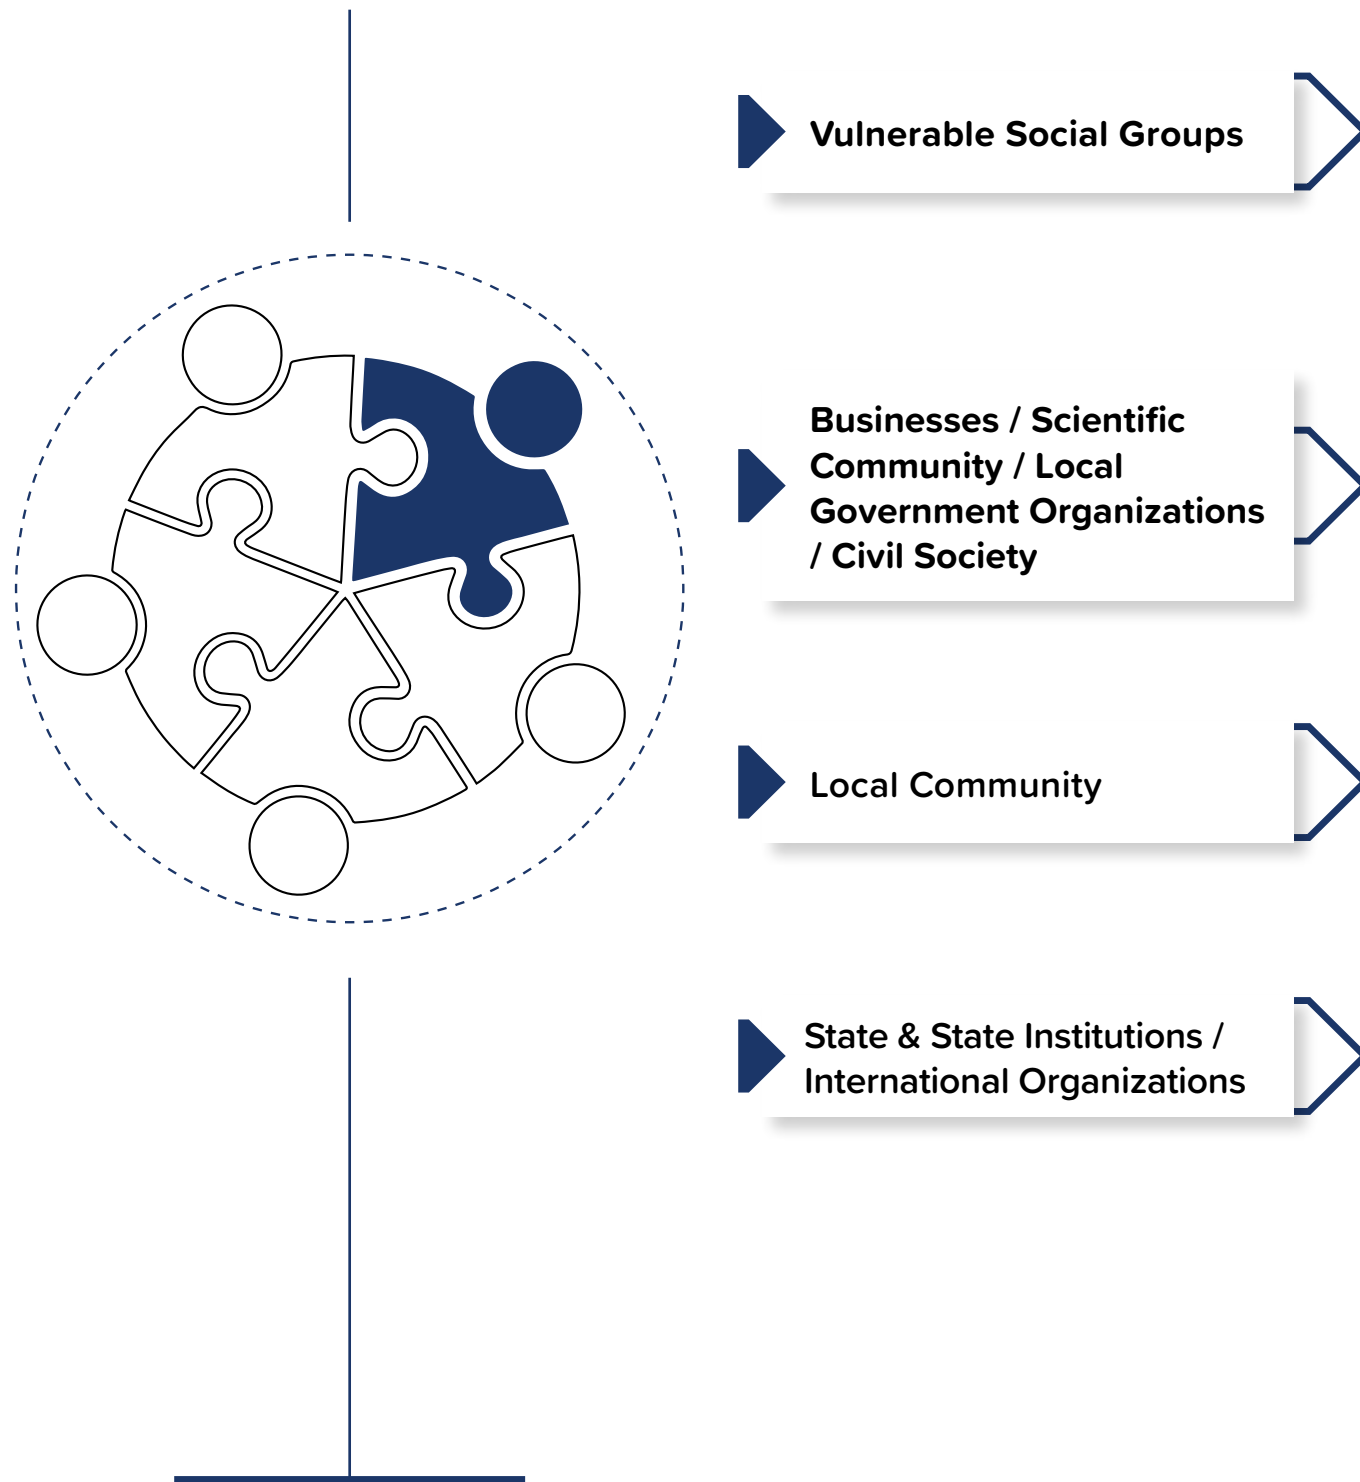 Vulnerable Social Groups
Businesses / Scientific
Community / Local
Government Organizations
/ Civil Society
Local Community
State & State Institutions /
International Organizations